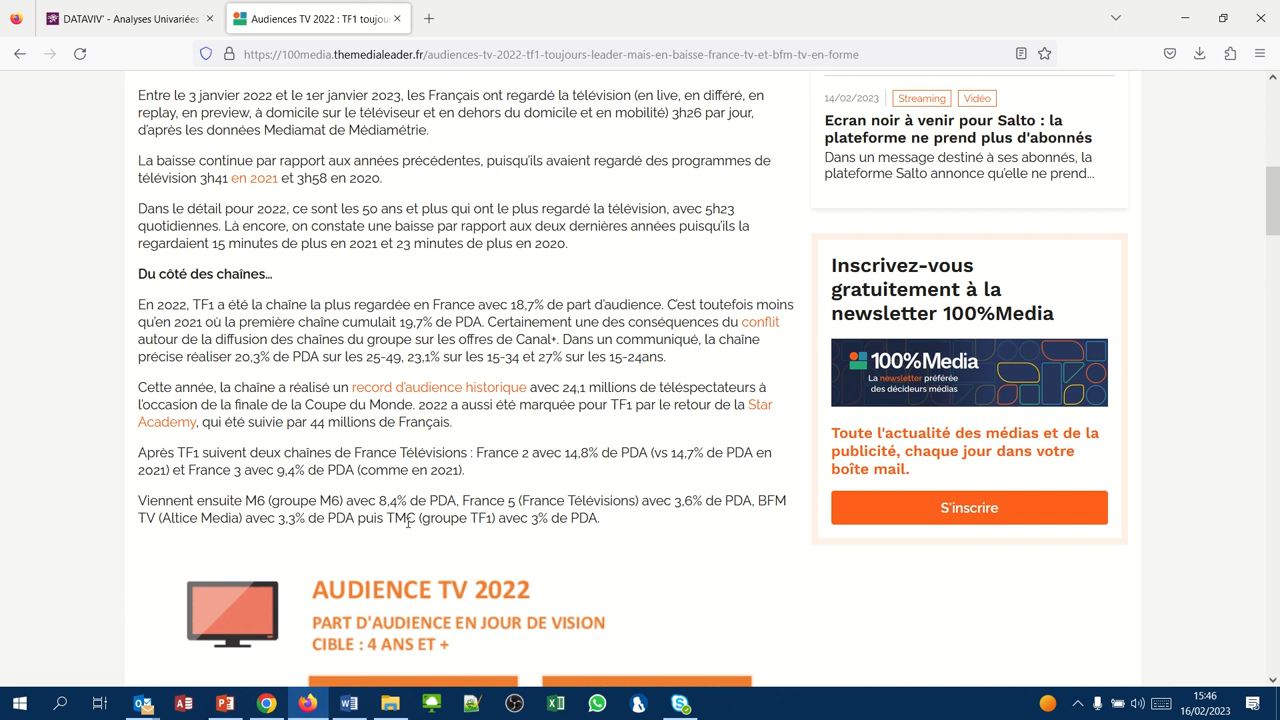 DATAVIV' - Analyses Univariées
Audiences TV 2022 : TF1 toujou
https://100media.themedialeader.fr/audiences-tv-2022-tf1-toujours-leader-mais-en-baisse-france-tv-et-bfm-tv-en-forme
Entre le 3 janvier 2022 et le 1er janvier 2023, les Français ont regardé la télévision (en live, en différé, en
replay, en preview, à domicile sur le téléviseur et en dehors du domicile et en mobilité) 3h26 par jour,
d'après les données Mediamat de Médiamétrie.
La baisse continue par rapport aux années précédentes, puisqu'ils avaient regardé des programmes de
télévision 3h41 en 2021 et 3h58 en 2020.
Dans le détail pour 2022, ce sont les 50 ans et plus qui ont le plus regardé la télévision, avec 5h23
quotidiennes. Là encore, on constate une baisse par rapport aux deux dernières années puisqu'ils la
regardaient 15 minutes de plus en 2021 et 23 minutes de plus en 2020.
Du côté des chaînes…
En 2022, TF1 a été la chaîne la plus regardée en France avec 18,7% de part d'audience. C'est toutefois moins
qu'en 2021 où la première chaîne cumulait 19,7% de PDA. Certainement une des conséquences du conflit
autour de la diffusion des chaînes du groupe sur les offres de Canal+. Dans un communiqué, la chaîne
précise réaliser 20,3% de PDA sur les 25-49, 23,1% sur les 15-34 et 27% sur les 15-24ans.
Cette année, la chaîne a réalisé un record d'audience historique avec 24,1 millions de téléspectateurs à
l'occasion de la finale de la Coupe du Monde. 2022 a aussi été marquée pour TF1 par le retour de la Star
Academy, qui été suivie par 44 millions de Français.
Après TF1 suivent deux chaînes de France Télévisions : France 2 avec 14,8% de PDA (vs 14,7% de PDA en
2021) et France 3 avec 9,4% de PDA (comme en 2021).
Viennent ensuite M6 (groupe M6) avec 8,4% de PDA, France 5 (France Télévisions) avec 3,6% de PDA, BFM
TV (Altice Media) avec 3,3% de PDA puis TMC (groupe TF1) avec 3% de PDA.
AUDIENCE TV 2022
PART D'AUDIENCE EN JOUR DE VISION
CIBLE : 4 ANS ET +
14/02/2023 Streaming Vidéo
Ecran noir à venir pour Salto : la
plateforme ne prend plus d'abonnés
Dans un message destiné à ses abonnés, la
plateforme Salto annonce qu'elle ne prend...
Inscrivez-vous
gratuitement à la
newsletter 100%Media
100%Media
La newsletter préférée
des décideurs médias
Toute l'actualité des médias et de la
publicité, chaque jour dans votre
boîte mail.
S'inscrire
15:46
16/02/2023